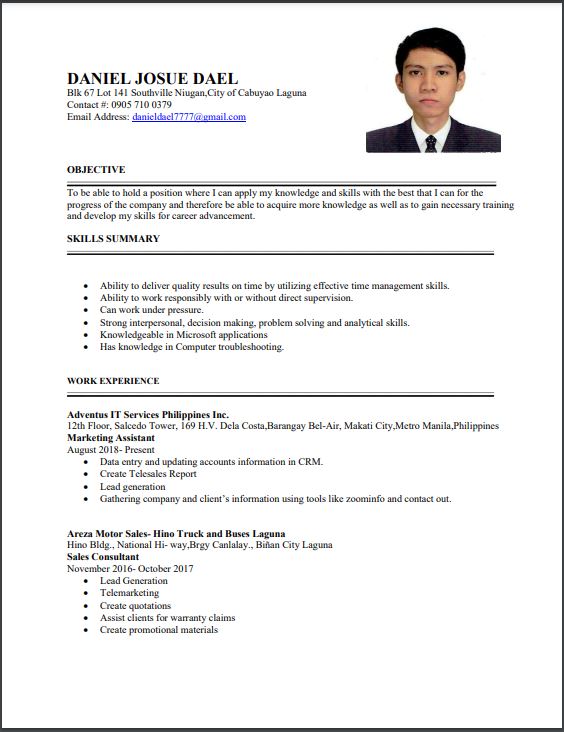 DANIEL JOSUE DAEL
Blk 67 Lot 141 Southville Niugan,City of Cabuyao Laguna
Contact #: 0905 710 0379
Email Address: danieldael7777@gmail.com
OBJECTIVE
To be able to hold a position where I can apply my knowledge and skills with the best that I can for the
progress of the company and therefore be able to acquire more knowledge as well as to gain necessary training
and develop my skills for career advancement.
SKILLS SUMMARY
• Ability to deliver quality results on time by utilizing effective time management skills.
• Ability to work responsibly with or without direct supervision.
• Can work under pressure.
• Strong interpersonal, decision making, problem solving and analytical skills.
• Knowledgeable in Microsoft applications
• Has knowledge in Computer troubleshooting.
WORK EXPERIENCE
Adventus IT Services Philippines Inc.
12th Floor, Salcedo Tower, 169 H.V. Dela Costa,Barangay Bel-Air, Makati City,Metro Manila,Philippines
Marketing Assistant
August 2018- Present
• Data entry and updating accounts information in CRM.
• Create Telesales Report
• Lead generation
• Gathering company and client’s information using tools like zoominfo and contact out.
Areza Motor Sales- Hino Truck and Buses Laguna
Hino Bldg., National Hi- way,Brgy Canlalay., Biñan City Laguna
Sales Consultant
November 2016- October 2017
• Lead Generation
• Telemarketing
• Create quotations
• Assist clients for warranty claims
• Create promotional materials